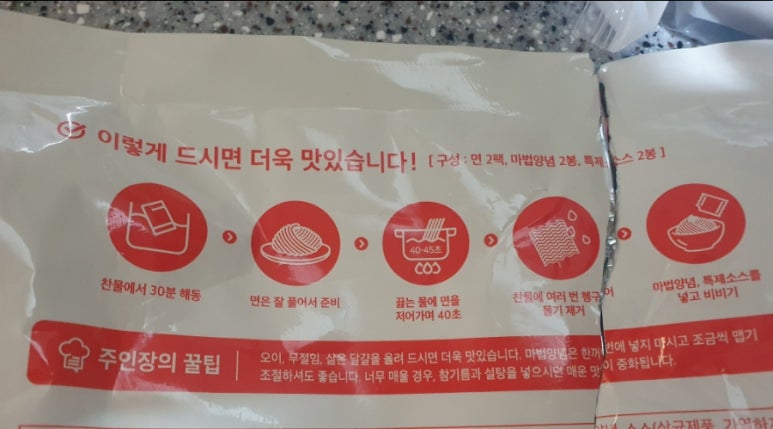 이렇게 드시면 더욱 맛있습니다! [ 구성 : 면 2팩, 마법양념 2봉, 특제소스 2봉 ]
40-45초
찬물에서 30분 해동
면은 잘 풀어서 준비
끓는 물에 면을
저어가며 40초
찬물에 여러 번 헹구어
물기 제거
마법양념, 특제소스를
넣고 비비기
주인장의 꿀팁
오이, 무절임, 삶은 달걀을 올려 드시면 더욱 맛있습니다. 마법양념은 한꺼번에 넣지 마시고 조금씩 맵기
조절하셔도 좋습니다. 너무 매울 경우, 참기름과 설탕을 넣으시면 매운 맛이 중화됩니다.